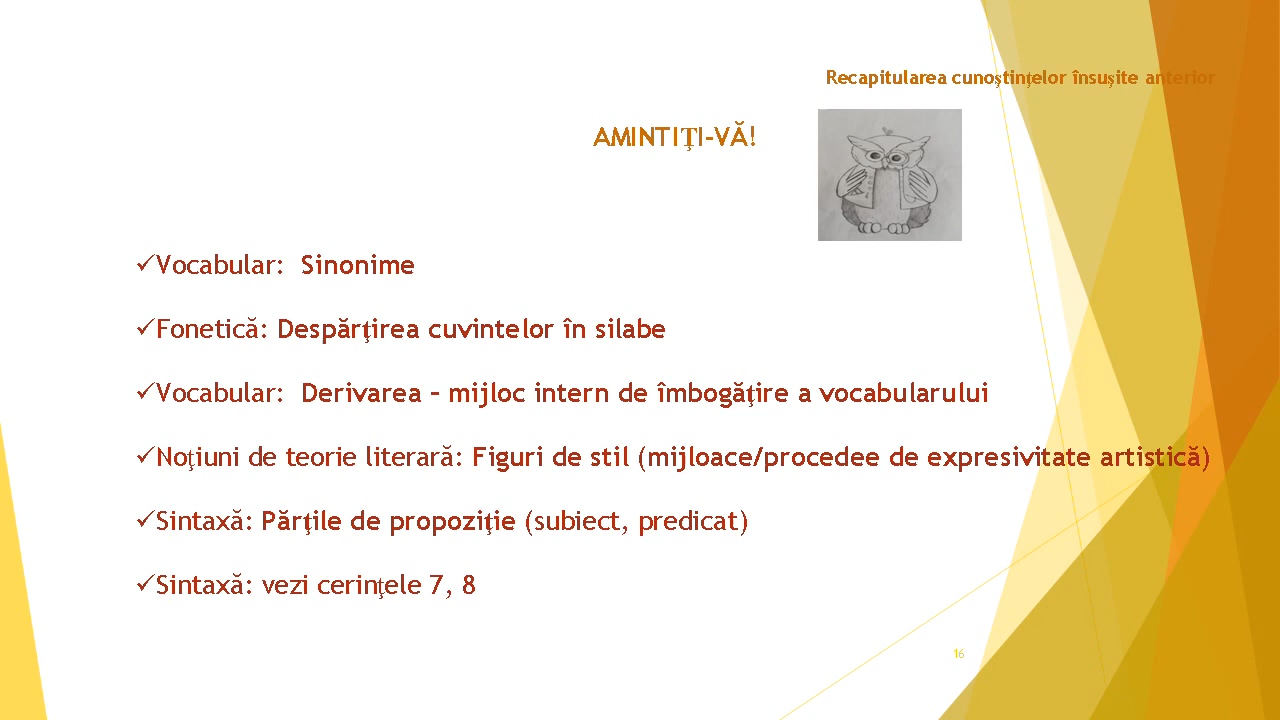 Recapitularea cunoştinţelor însuşite anterior
AMINTIŢI-VĂ!
✓Vocabular: Sinonime
✓Fonetică: Despărţirea cuvintelor în silabe
✓Vocabular: Derivarea – mijloc intern de îmbogăţire a vocabularului
✓Noţiuni de teorie literară: Figuri de stil (mijloace/procedee de expresivitate artistică)
✓Sintaxă: Părţile de propoziţie (subiect, predicat)
✓Sintaxă: vezi cerinţele 7, 8
16